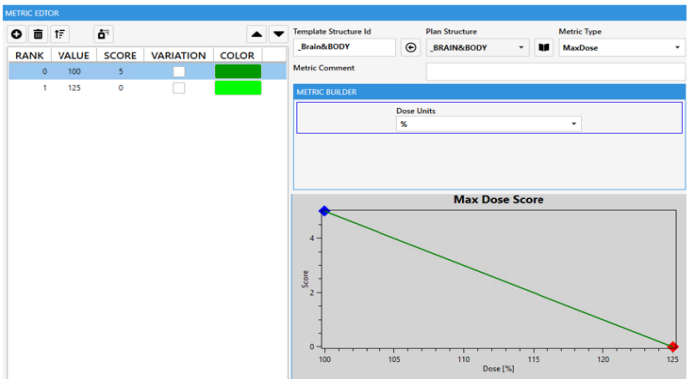 METRIC EDTOR
RANK VALUE SCORE VARIATION COLOR
0 100 5
1 125 0
Template Structure Id Plan Structure Metric Type
_Brain&BODY _BRAIN&BODY MaxDose
Metric Comment
METRIC BUILDER
Dose Units
%
Max Dose Score
4
2
0
Score
100 105 110 115 120 125
Dose [%]